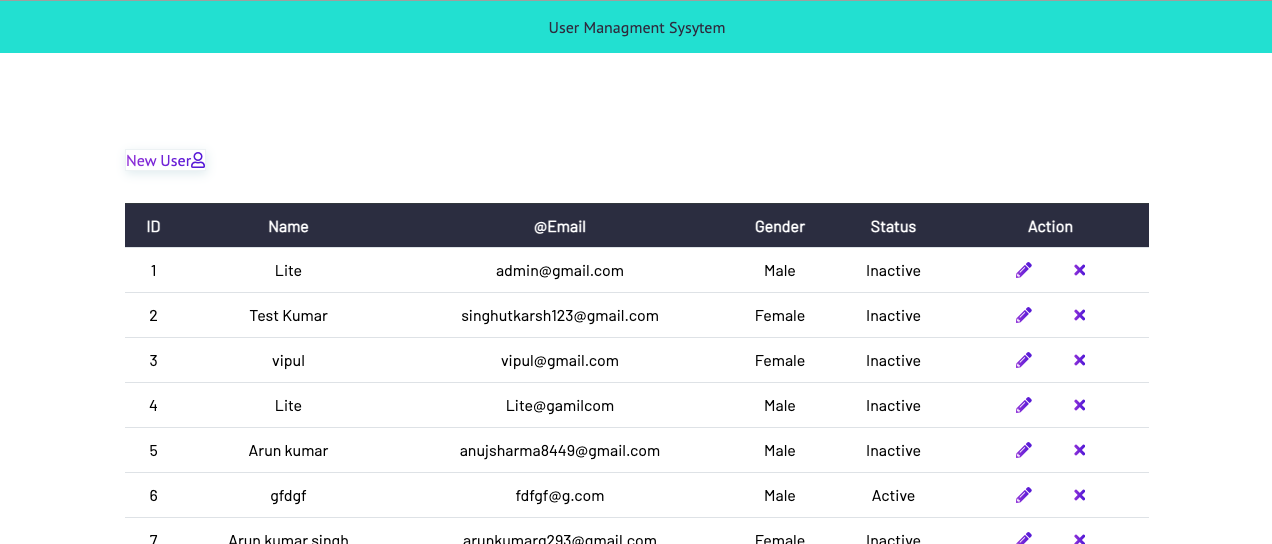 User Managment Sysytem
New User
ID Name @Email Gender Status Action
1 Lite admin@gmail.com Male Inactive
2 Test Kumar singhutkarsh123@gmail.com Female Inactive
3 vipul vipul@gmail.com Female Inactive
4 Lite Lite@gamilcom Male Inactive
5 Arun kumar anujsharma8449@gmail.com Male Inactive
6 gfdgf fdfgf@g.com Male Active
7 Arun kumar singh arunkumarg293@gmail.com Female Inactive